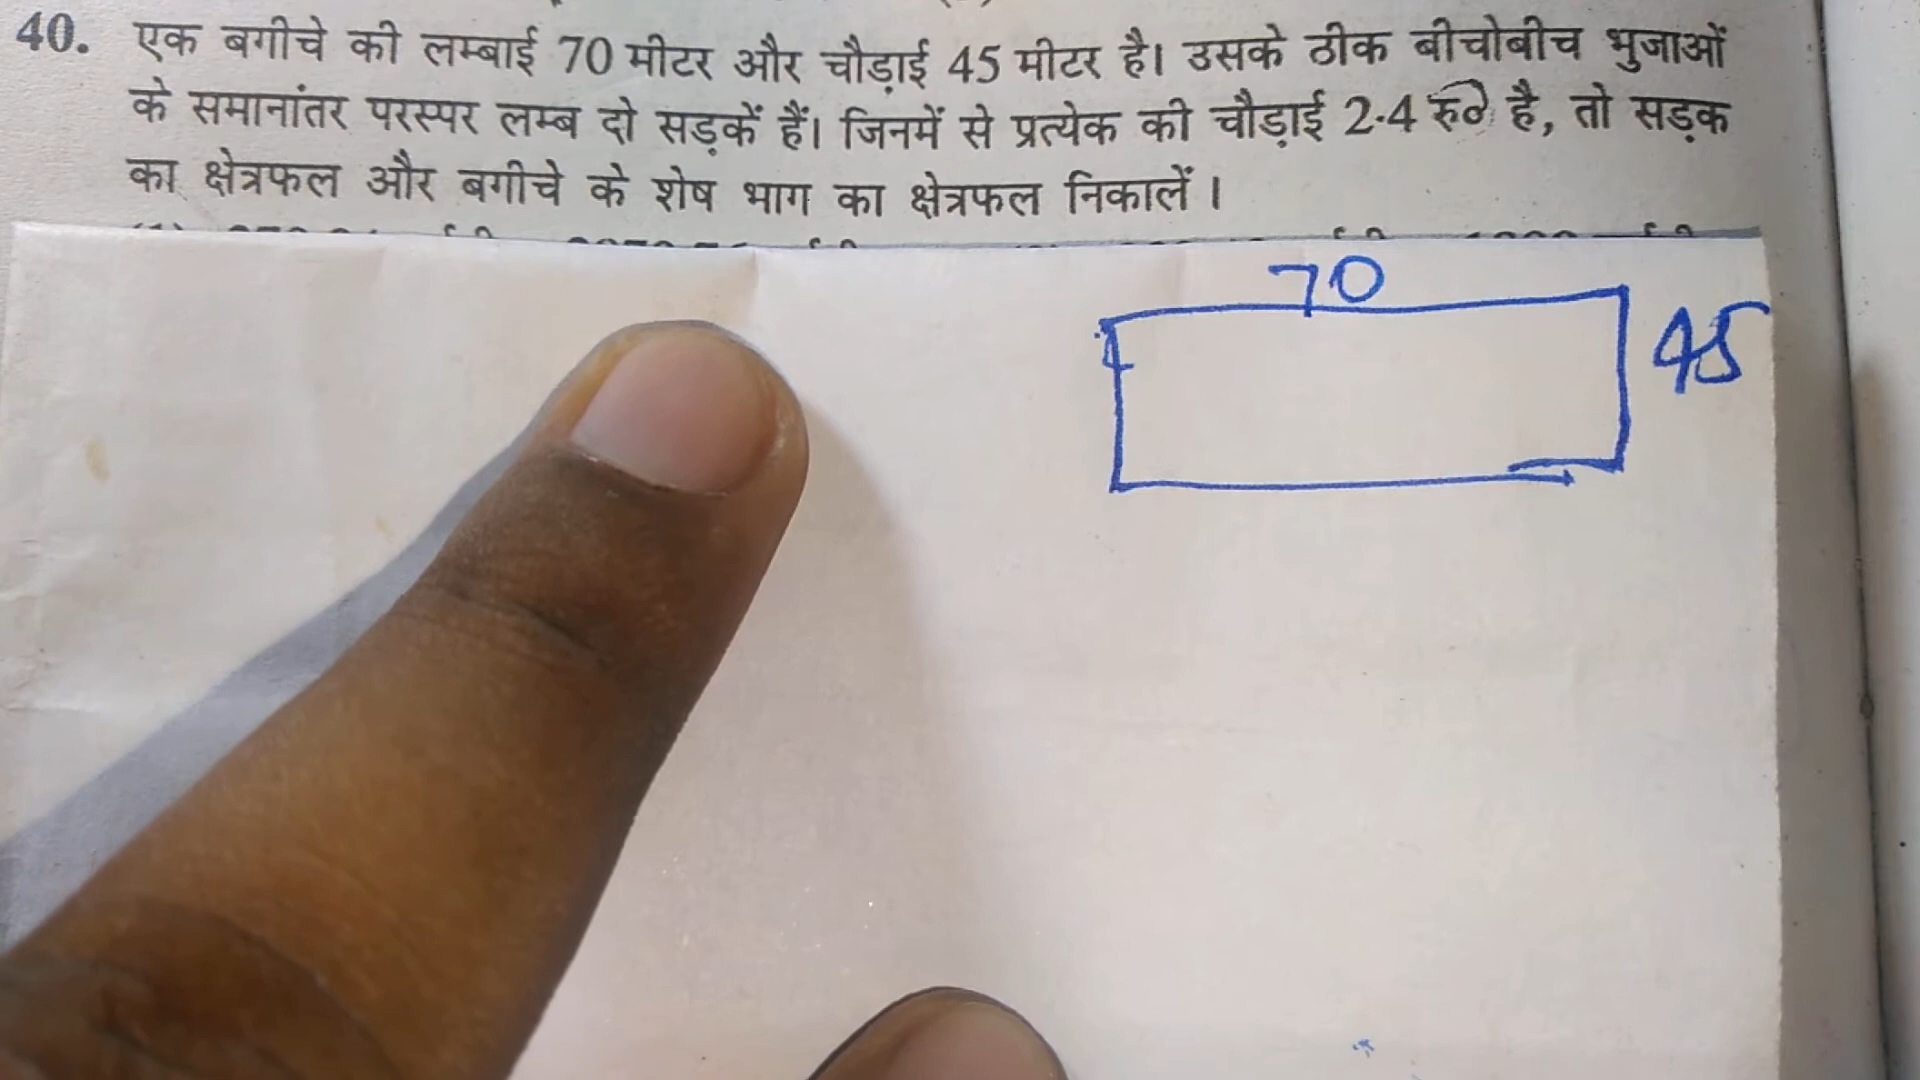 40. एक बगीचे की लम्बाई 70 मीटर और चौड़ाई 45 मीटर है। उसके ठीक बीचोबीच भुजाओं
के समानांतर परस्पर लम्ब दो सड़कें हैं। जिनमें से प्रत्येक की चौड़ाई 2·4 रु० है, तो सड़क
का क्षेत्रफल और बगीचे के शेष भाग का क्षेत्रफल निकालें ।
70
45